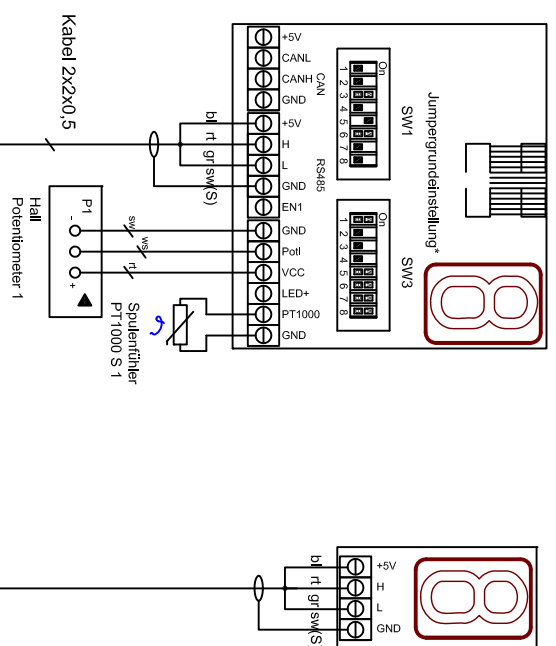 Kabel 2x2x0,5
+5V
CANL
CANH
GND
CAN
+5V
H
L
GND
EN1
RS485
bl rt gr sw(S)
GND
Potl
VCC
LED+
PT1000
GND
On
1 2 3 4 5 6 7 8
SW1
On
1 2 3 4 5 6 7 8
SW3
Jumpergrundeinstellung*
sw
ws
rt
P1
-
+
Hall
Potentiometer 1
Spulenfühler
PT1000 S 1
+5V
H
L
GND
bl rt gr sw(S)